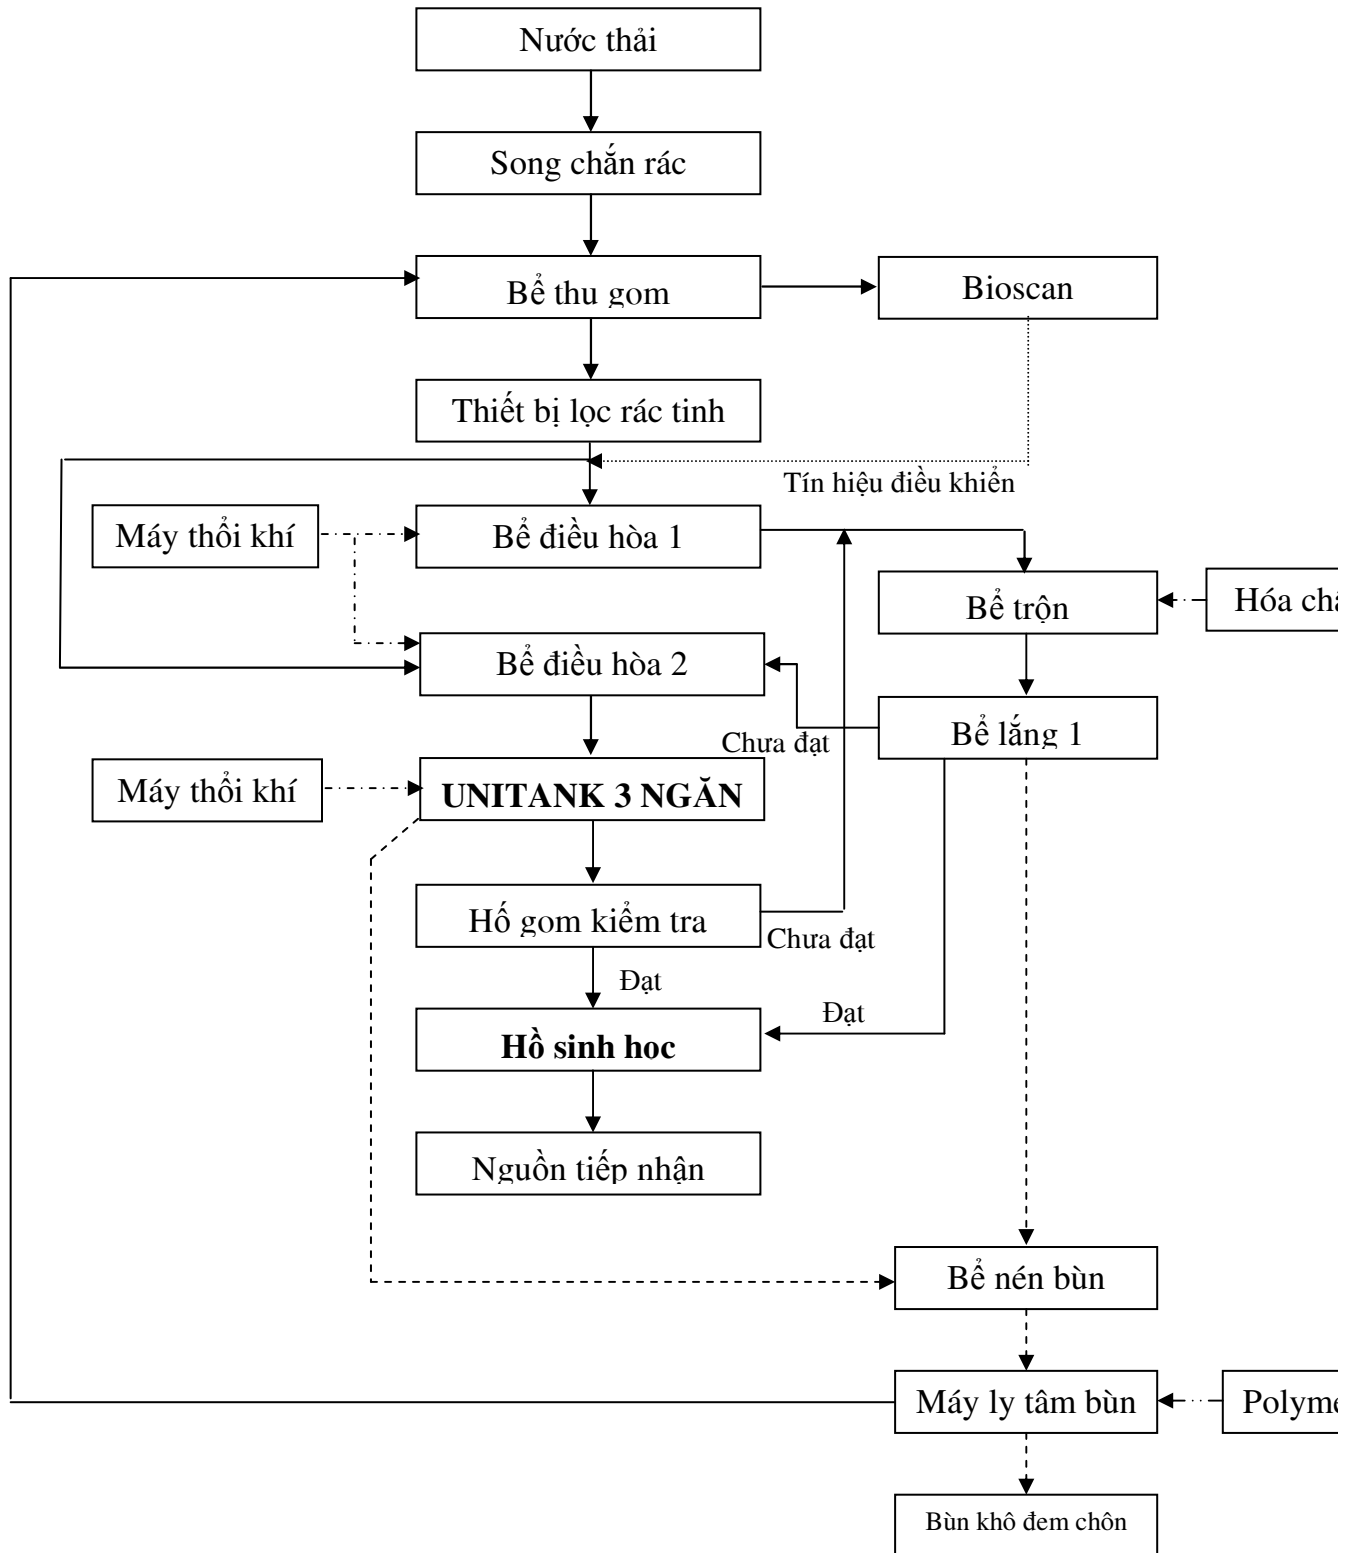 Nước thải
Song chắn rác
Bể thu gom
Bioscan
Thiết bị lọc rác tinh
Tín hiệu điều khiển
Máy thổi khí
Bể điều hòa 1
Bể trộn
Hóa
Bể điều hòa 2
Bể lắng 1
Chưa đạt
Máy thổi khí
UNITANK 3 NGĂN
Hố gom kiểm tra
Chưa đạt
Đạt
Đạt
Hồ sinh hoc
Nguồn tiếp nhận
Bể nén bùn
Máy ly tâm bùn
Bùn khô đem chôn